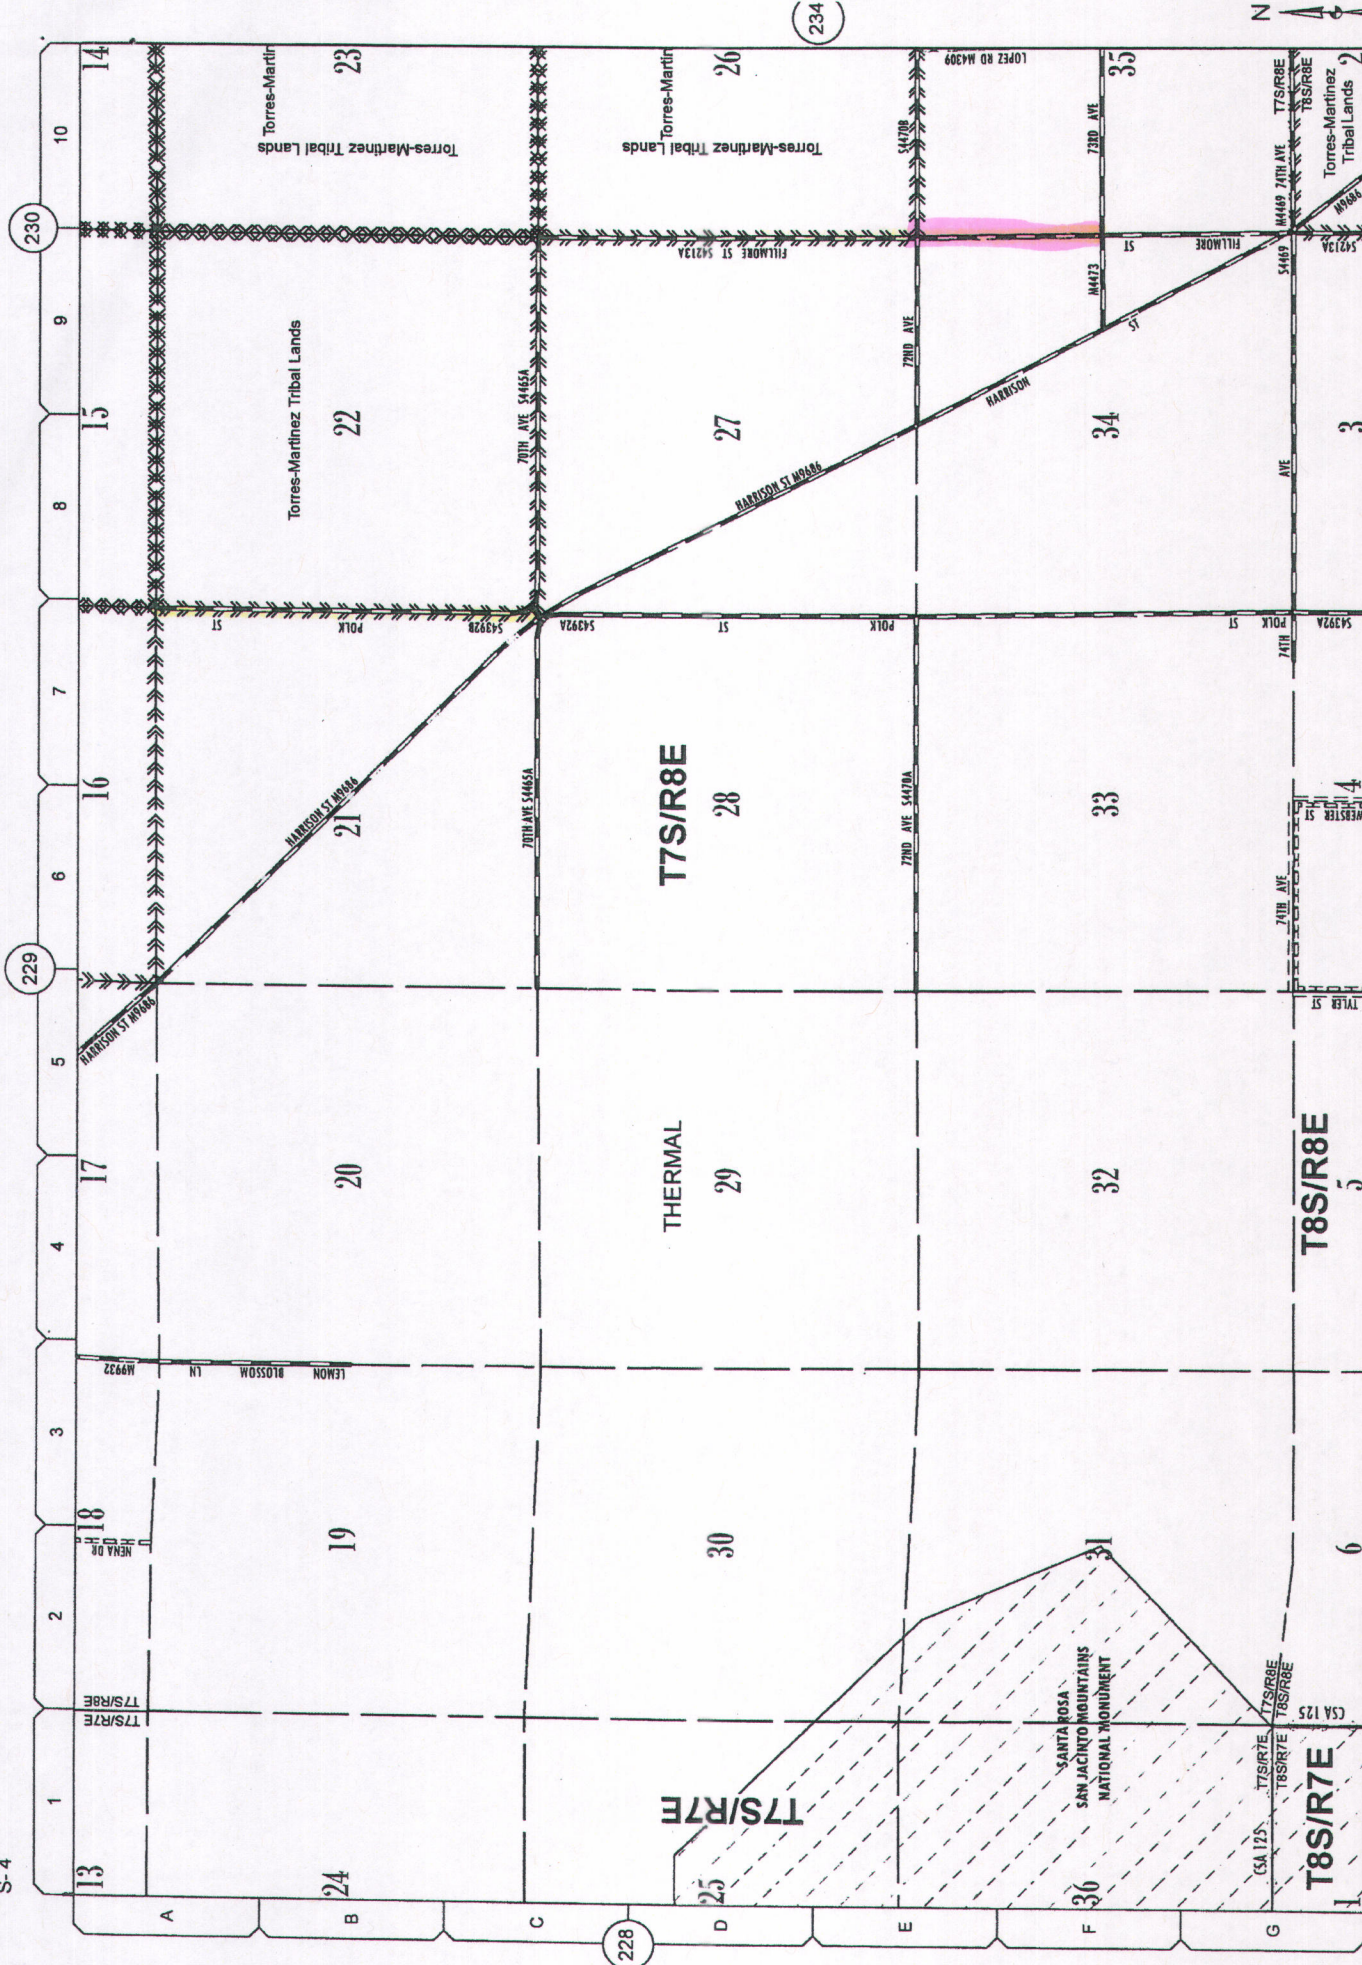 S-4
229
230
1
2
3
4
5
6
7
8
9
10
A
B
C
D
E
F
G
228
234
N
13
18
17
16
15
14
T7S/R7E
T7S/R8E
NENA DR
M9932
LEMON BLOSSOM LN
HARRISON ST M9686
24
19
20
21
22
23
HARRISON ST M9686
POLK ST
S4392B
Torres-Martinez Tribal Lands
Torres-Martin
Torres-Martinez Tribal Lands
Torres-Martinez Tribal Lands
70TH AVE S4465A
70TH AVE S4465A
25
30
29
28
27
26
T7S/R7E
THERMAL
T7S/R8E
S4392A
POLK ST
HARRISON ST M9686
FILLMORE ST S4213A
Torres-Martin
Torres-Martinez Tribal Lands
Torres-Martinez Tribal Lands
72ND AVE S4470A
72ND AVE
S4470B
LOPEZ RD M4309
36
31
32
33
34
35
SANTA ROSA
SAN JACINTO MOUNTAINS
NATIONAL MONUMENT
HARRISON ST
M4473
73RD AVE
FILLMORE ST
POLK ST
CSA 125
T7S/R7E
T8S/R7E
T7S/R8E
T8S/R8E
CSA 125
74TH AVE
74TH AVE
S4469
M4469 74TH AVE
T7S/R8E
T8S/R8E
T8S/R7E
T8S/R8E
TYLER ST
WEBSTER ST
S4392A
S4213A
M9686
Torres-Martinez
Tribal Lands
1
6
5
4
3
2